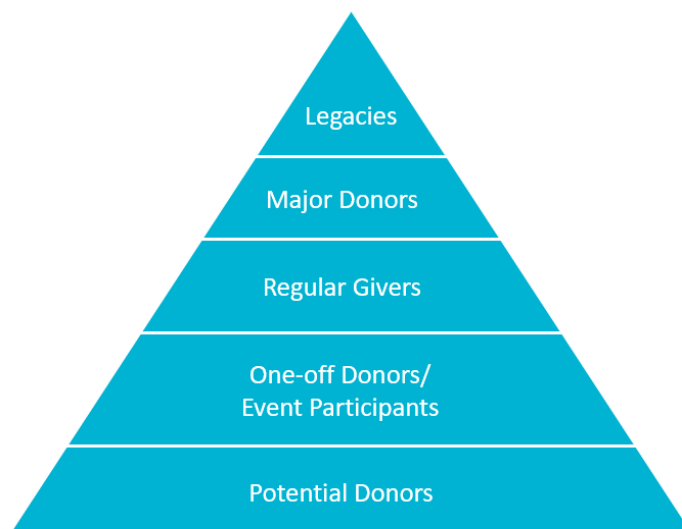 Legacies
Major Donors
Regular Givers
One-off Donors/
Event Participants
Potential Donors